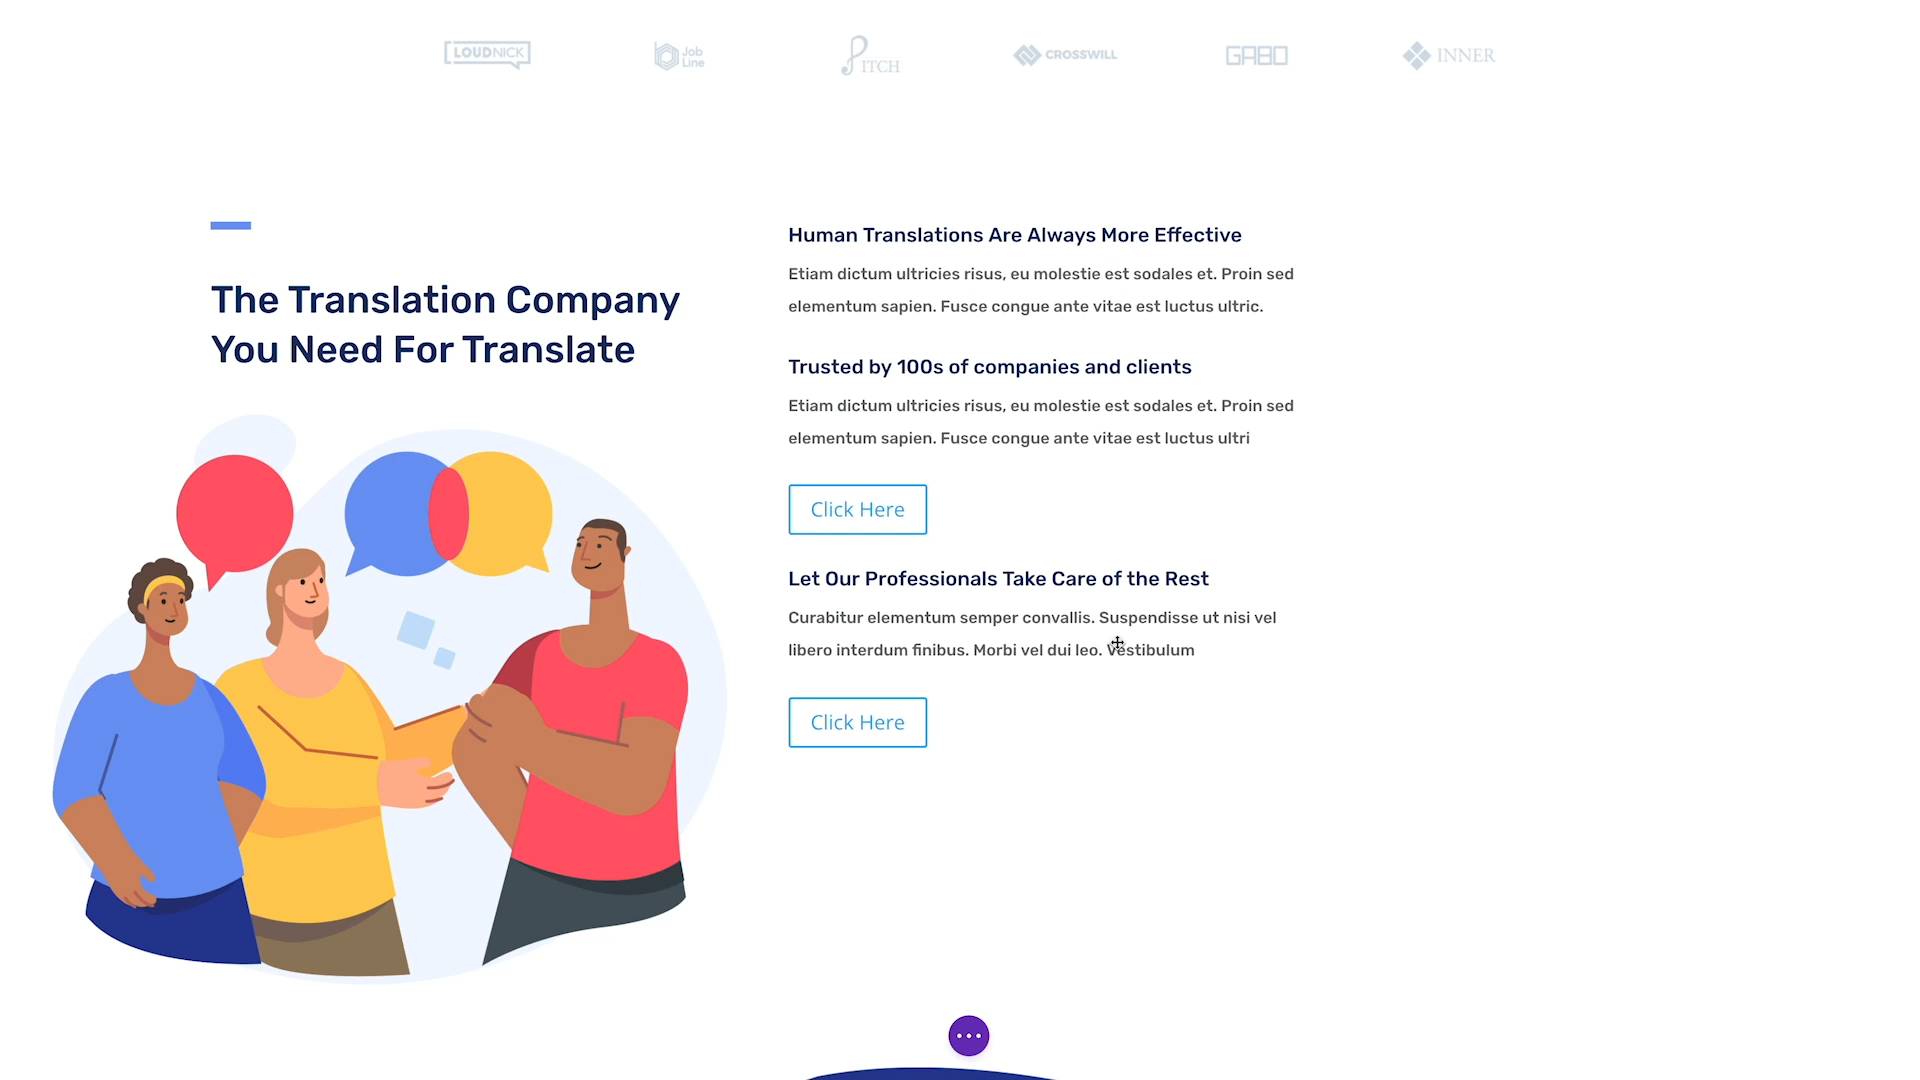 LOUDNICK
Job
Line
PITCH
CROSSWILL
GABO
INNER
The Translation Company
You Need For Translate
Human Translations Are Always More Effective
Etiam dictum ultricies risus, eu molestie est sodales et. Proin sed
elementum sapien. Fusce congue ante vitae est luctus ultric.
Trusted by 100s of companies and clients
Etiam dictum ultricies risus, eu molestie est sodales et. Proin sed
elementum sapien. Fusce congue ante vitae est luctus ultri
Click Here
Let Our Professionals Take Care of the Rest
Curabitur elementum semper convallis. Suspendisse ut nisi vel
libero interdum finibus. Morbi vel dui leo. Vestibulum
Click Here